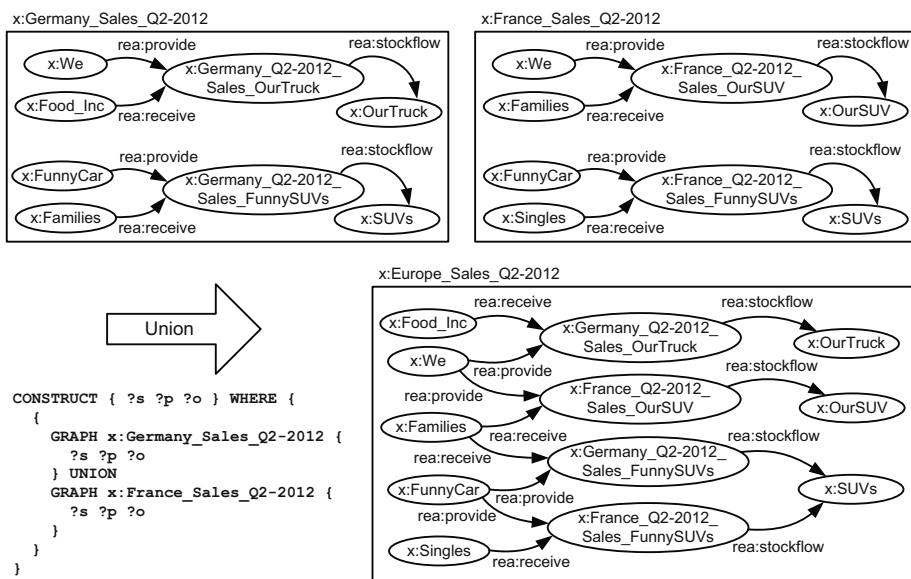 x:Germany_Sales_Q2-2012
rea:provide
rea:stockflow
x:We
x:Germany_Q2-2012_
Sales_OurTruck
x:Food_Inc
x:OurTruck
rea:receive
rea:provide
rea:stockflow
x:FunnyCar
x:Germany_Q2-2012_
Sales_FunnySUVs
x:Families
x:SUVs
rea:receive
x:France_Sales_Q2-2012
rea:provide
rea:stockflow
x:We
x:France_Q2-2012_
Sales_OurSUV
x:Families
x:OurSUV
rea:receive
rea:provide
rea:stockflow
x:FunnyCar
x:France_Q2-2012_
Sales_FunnySUVs
x:Singles
x:SUVs
rea:receive
Union
CONSTRUCT { ?s ?p ?o } WHERE {
{
GRAPH x:Germany_Sales_Q2-2012 {
?s ?p ?o
} UNION
GRAPH x:France_Sales_Q2-2012 {
?s ?p ?o
}
}
}
x:Europe_Sales_Q2-2012
rea:receive
rea:stockflow
x:Food_Inc
x:Germany_Q2-2012_
Sales_OurTruck
x:OurTruck
x:We
rea:provide
rea:stockflow
rea:provide
x:France_Q2-2012_
Sales_OurSUV
x:OurSUV
x:Families
rea:receive
rea:stockflow
rea:receive
x:Germany_Q2-2012_
Sales_FunnySUVs
x:FunnyCar
x:SUVs
rea:provide
rea:provide
x:France_Q2-2012_
Sales_FunnySUVs
x:Singles
rea:receive
rea:stockflow